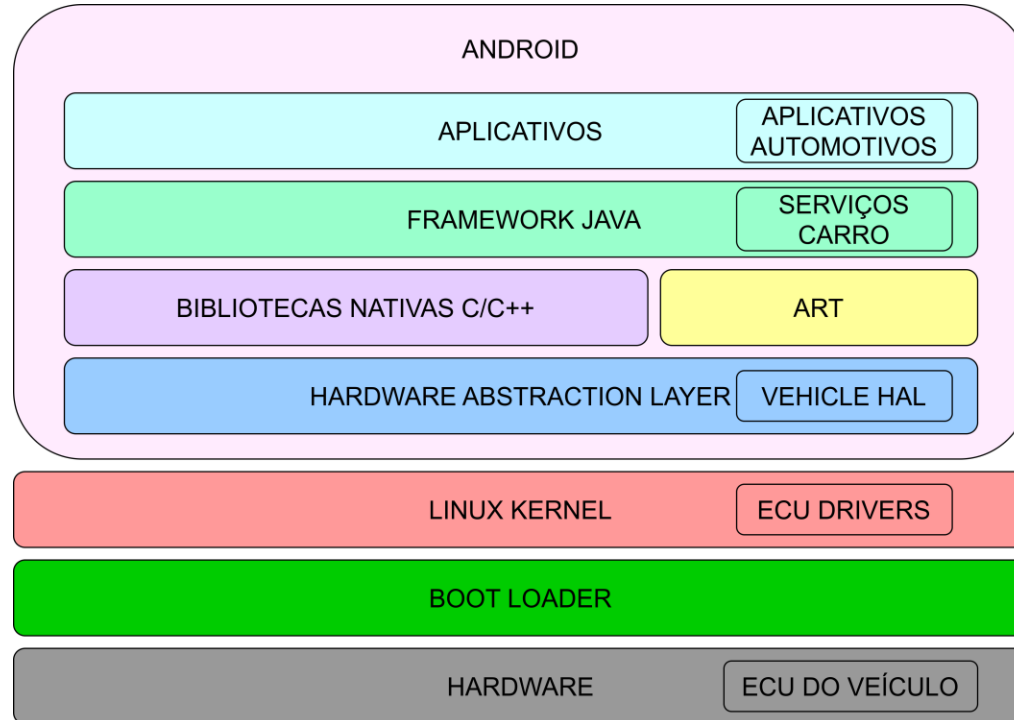 ANDROID
APLICATIVOS
APLICATIVOS
AUTOMOTIVOS
FRAMEWORK JAVA
SERVIÇOS
CARRO
BIBLIOTECAS NATIVAS C/C++
ART
HARDWARE ABSTRACTION LAYER
VEHICLE HAL
LINUX KERNEL
ECU DRIVERS
BOOT LOADER
HARDWARE
ECU DO VEÍCULO